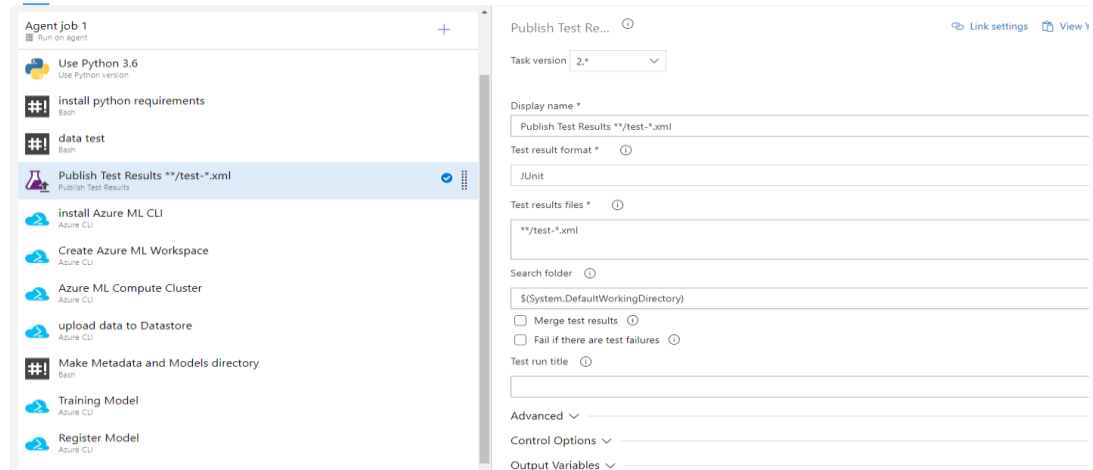 Agent job 1
Run on agent
Use Python 3.6
Use Python version
install python requirements
Bash
data test
Bash
Publish Test Results **/test-*.xml
Publish Test Results
install Azure ML CLI
Azure CLI
Create Azure ML Workspace
Azure CLI
Azure ML Compute Cluster
Azure CLI
upload data to Datastore
Azure CLI
Make Metadata and Models directory
Bash
Training Model
Azure CLI
Register Model
Azure CLI
Publish Test Re...
Link settings View Y
Task version 2.*
Display name *
Publish Test Results **/test-*.xml
Test result format *
JUnit
Test results files *
**/test-*.xml
Search folder
$(System.DefaultWorkingDirectory)
Merge test results
Fail if there are test failures
Test run title
Advanced
Control Options
Output Variables